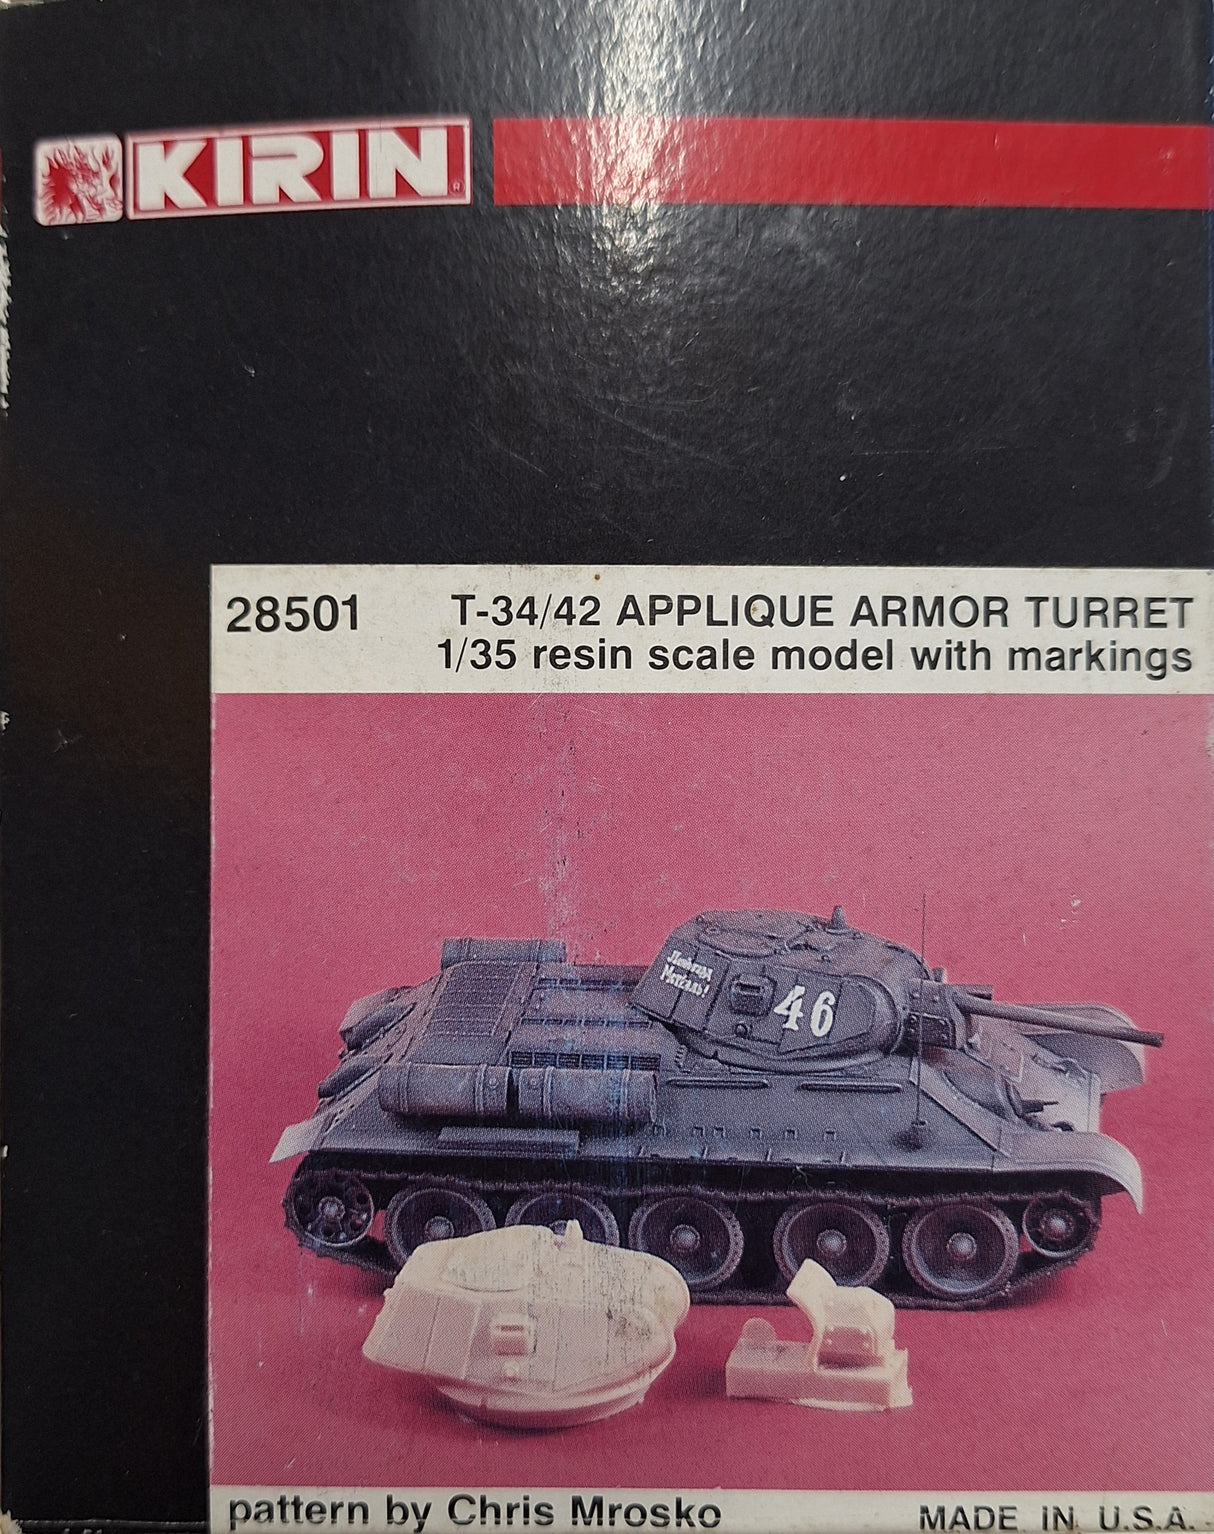 KIRIN
28501 T-34/42 APPLIQUE ARMOR TURRET
1/35 resin scale model with markings
46
pattern by Chris Mrosko
MADE IN U.S.A.